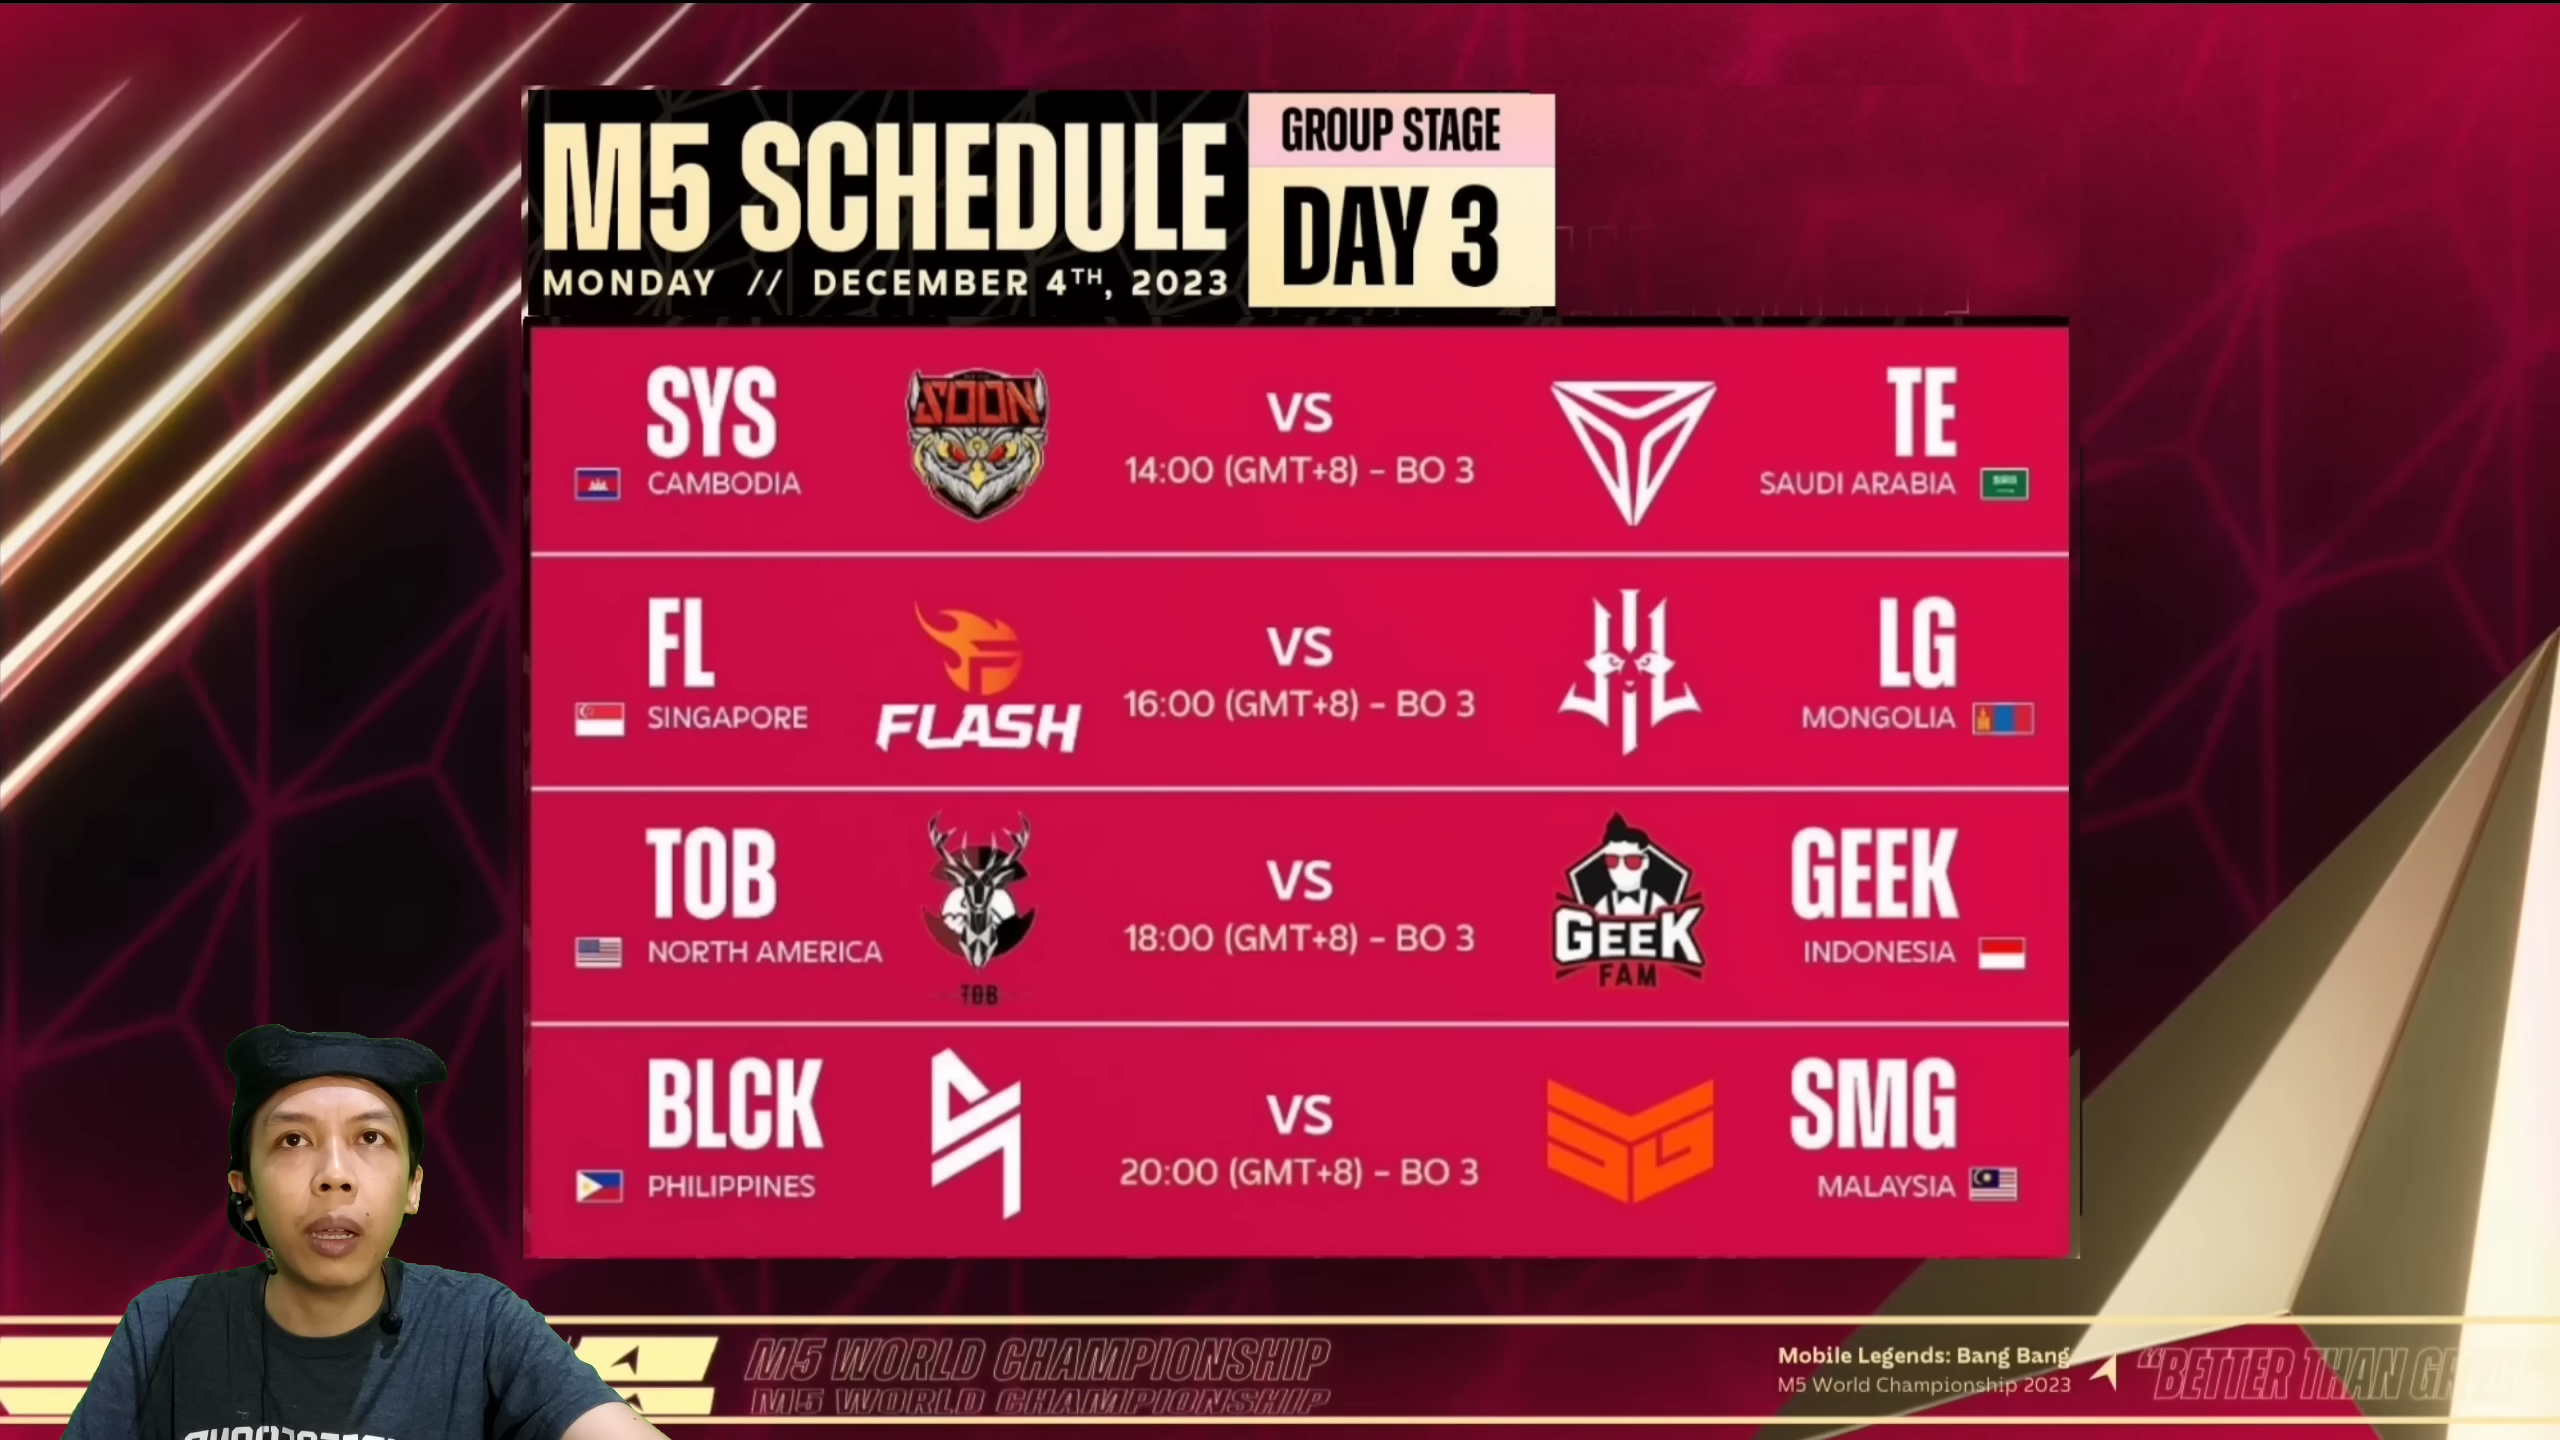 M5 SCHEDULE
MONDAY // DECEMBER 4TH, 2023
GROUP STAGE
DAY 3
SYS
CAMBODIA
SOON
VS
14:00 (GMT+8) – BO 3
TE
SAUDI ARABIA
FL
SINGAPORE
FLASH
VS
16:00 (GMT+8) – BO 3
LG
MONGOLIA
TOB
NORTH AMERICA
TOB
VS
18:00 (GMT+8) – BO 3
GEEK
FAM
GEEK
INDONESIA
BLCK
PHILIPPINES
VS
20:00 (GMT+8) – BO 3
SMG
MALAYSIA
M5 WORLD CHAMPIONSHIP
M5 WORLD CHAMPIONSHIP
Mobile Legends: Bang Bang
M5 World Championship 2023
"BETTER THAN